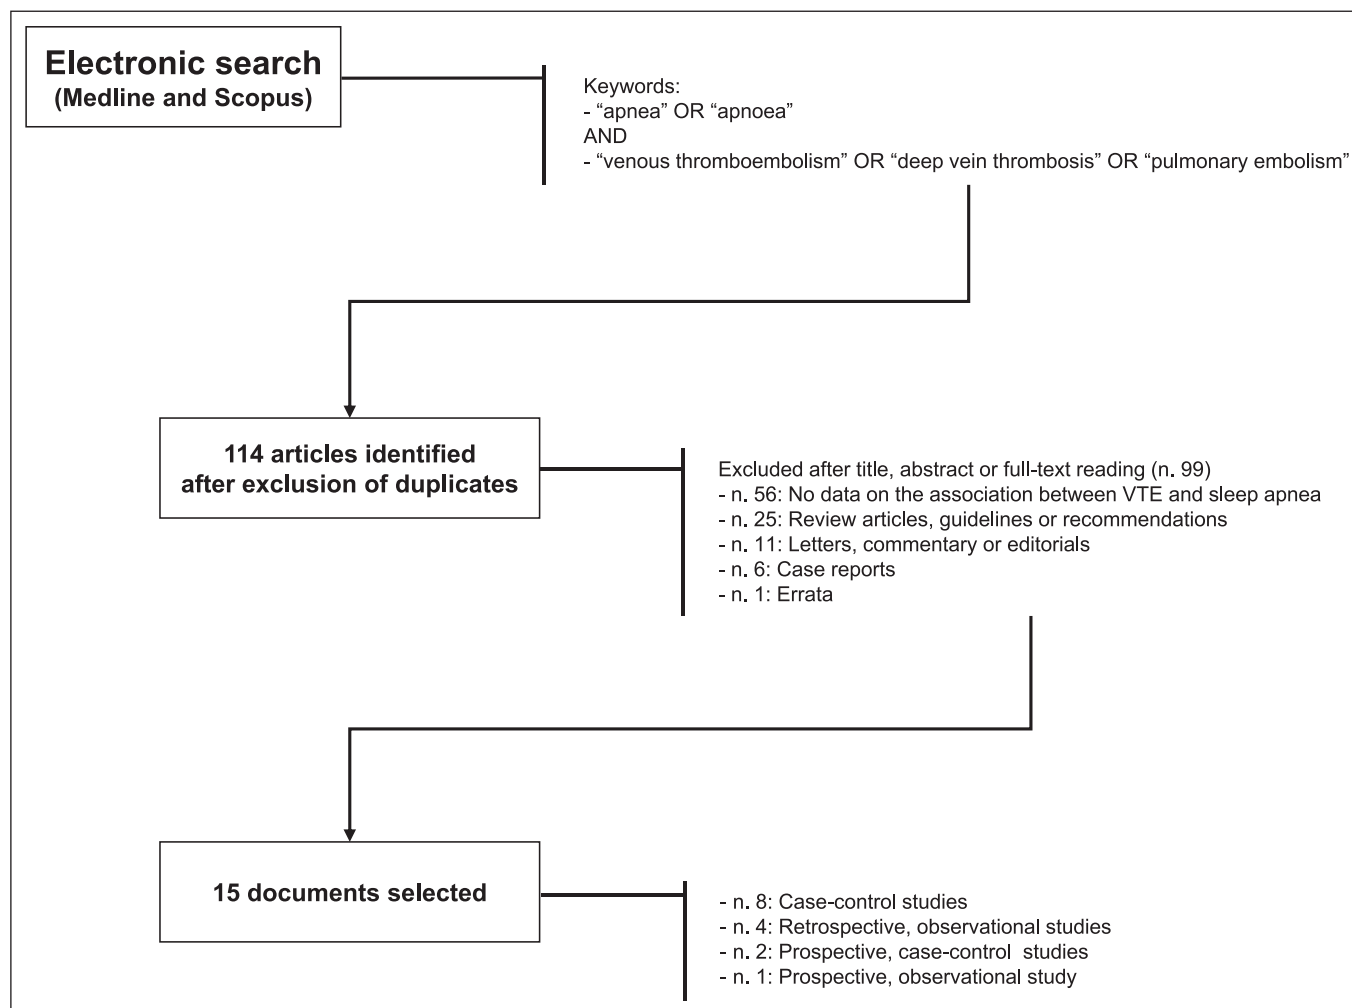 Electronic search
(Medline and Scopus)
Keywords:
- “apnea” OR “apnoea”
AND
- “venous thromboembolism” OR “deep vein thrombosis” OR “pulmonary embolism”
114 articles identified
after exclusion of duplicates
Excluded after title, abstract or full-text reading (n. 99)
- n. 56: No data on the association between VTE and sleep apnea
- n. 25: Review articles, guidelines or recommendations
- n. 11: Letters, commentary or editorials
- n. 6: Case reports
- n. 1: Errata
15 documents selected
- n. 8: Case-control studies
- n. 4: Retrospective, observational studies
- n. 2: Prospective, case-control studies
- n. 1: Prospective, observational study